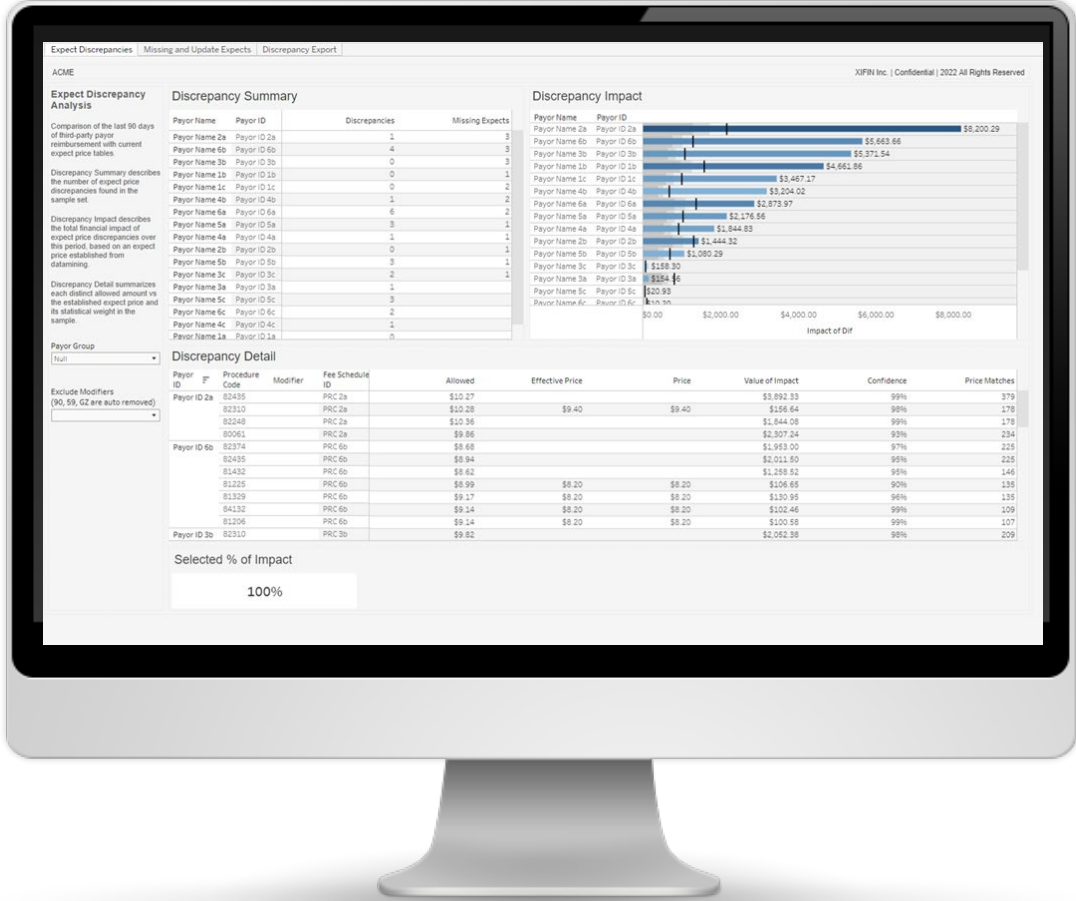 Expect Discrepancies Missing and Update Expects Discrepancy Export
ACME XIFIN Inc. | Confidential | 2022 All Rights Reserved
Expect Discrepancy
Analysis
Comparison of the last 90 days
of third-party payor
reimbursement with current
expect price tables.
Discrepancy Summary describes
the number of expect price
discrepancies found in the
sample set.
Discrepancy Impact describes
the total financial impact of
expect price discrepancies over
this period, based on an expect
price established from
datamining.
Discrepancy Detail summarizes
each distinct allowed amount vs
the established expect price and
its statistical weight in the
sample.
Payor Group
Null
Exclude Modifiers
(90, 59, GZ are auto removed)
Discrepancy Summary
Payor Name Payor ID Discrepancies Missing Expects
Payor Name 2a Payor ID 2a 1 3
Payor Name 6b Payor ID 6b 4 3
Payor Name 3b Payor ID 3b 0 3
Payor Name 1b Payor ID 1b 0 1
Payor Name 1c Payor ID 1c 0 2
Payor Name 4b Payor ID 4b 1 2
Payor Name 6a Payor ID 6a 6 2
Payor Name 5a Payor ID 5a 3 1
Payor Name 4a Payor ID 4a 1 1
Payor Name 2b Payor ID 2b 0 1
Payor Name 5b Payor ID 5b 3 1
Payor Name 3c Payor ID 3c 2 1
Payor Name 3a Payor ID 3a 1
Payor Name 5c Payor ID 5c 3
Payor Name 6c Payor ID 6c 2
Payor Name 4c Payor ID 4c 1
Payor Name 1a Payor ID 1a
Discrepancy Impact
Payor Name Payor ID
Payor Name 2a Payor ID 2a $8,200.29
Payor Name 6b Payor ID 6b $5,663.66
Payor Name 3b Payor ID 3b $5,371.54
Payor Name 1b Payor ID 1b $4,661.86
Payor Name 1c Payor ID 1c $3,467.17
Payor Name 4b Payor ID 4b $3,204.02
Payor Name 6a Payor ID 6a $2,873.97
Payor Name 5a Payor ID 5a $2,176.56
Payor Name 4a Payor ID 4a $1,844.83
Payor Name 2b Payor ID 2b $1,444.32
Payor Name 5b Payor ID 5b $1,080.29
Payor Name 3c Payor ID 3c $158.30
Payor Name 3a Payor ID 3a
Payor Name 5c Payor ID 5c $20.93
Payor Name 6c Payor ID 6c
$0.00 $2,000.00 $4,000.00 $6,000.00 $8,000.00
Impact of Dif
Discrepancy Detail
Payor ID Procedure Code Modifier Fee Schedule ID Allowed Effective Price Price Value of Impact Confidence Price Matches
Payor ID 2a 82435 PRC 2a $10.27 $3,892.33 99% 379
82310 PRC 2a $10.28 $9.40 $9.40 $156.64 98% 178
82248 PRC 2a $10.36 $1,844.08 99% 178
80061 PRC 2a $9.86 $2,307.24 93% 234
Payor ID 6b 82374 PRC 6b $8.68 $1,953.00 97% 225
82435 PRC 6b $8.94 $2,011.50 95% 225
81432 PRC 6b $8.62 $1,258.52 95% 146
81225 PRC 6b $8.99 $8.20 $8.20 $106.65 90% 135
81329 PRC 6b $9.17 $8.20 $8.20 $130.95 96% 135
84132 PRC 6b $9.14 $8.20 $8.20 $102.46 99% 109
81206 PRC 6b $9.14 $8.20 $8.20 $100.58 99% 107
Payor ID 3b 82310 PRC 3b $9.82 $2,052.38 98% 209
Selected % of Impact
100%